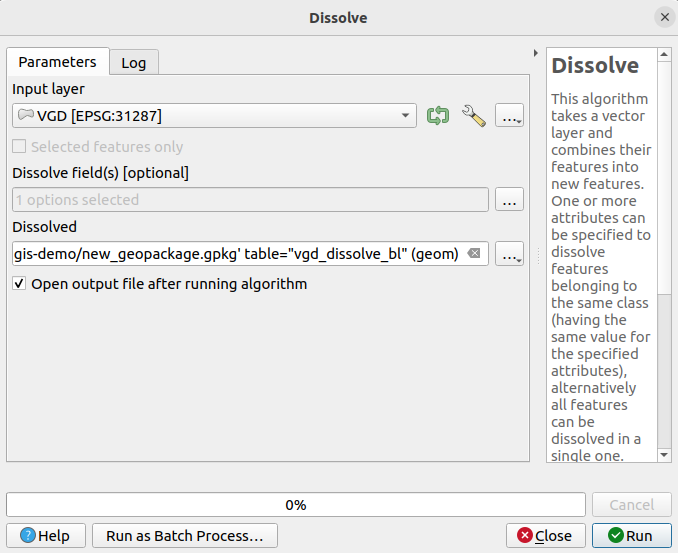 Dissolve
Parameters
Log
Input layer
VGD [EPSG:31287]
...
Selected features only
Dissolve field(s) [optional]
1 options selected
...
Dissolved
gis-demo/new_geopackage.gpkg' table="vgd_dissolve_bl" (geom)
...
Open output file after running algorithm
Dissolve
This algorithm
takes a vector
layer and
combines their
features into
new features.
One or more
attributes can
be specified to
dissolve
features
belonging to
the same class
(having the
same value for
the specified
attributes),
alternatively
all features
can be
dissolved in a
single one.
0%
Cancel
Help
Run as Batch Process...
Close
Run